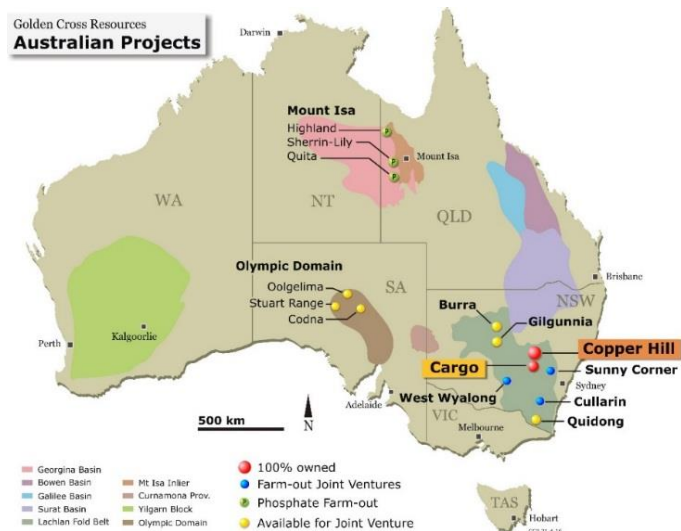 Golden Cross Resources
Australian Projects
Darwin
Mount Isa
Highland
Sherrin-Lily
Quita
Mount Isa
WA
NT
QLD
Olympic Domain
SA
Oolgelima
Stuart Range
Codna
Brisbane
NSW
Burra
Gilgunnia
Perth
Kalgoorlie
Copper Hill
Cargo
Sunny Corner
Sydney
West Wyalong
Cullarin
Adelaide
VIC
Quidong
500 km
N
Melbourne
Georgina Basin
Bowen Basin
Galilee Basin
Surat Basin
Lachlan Fold Belt
Mt Isa Inlier
Curnamona Prov.
Yilgarn Block
Olympic Domain
100% owned
Farm-out Joint Ventures
P Phosphate Farm-out
Available for Joint Venture
TAS
Hobart